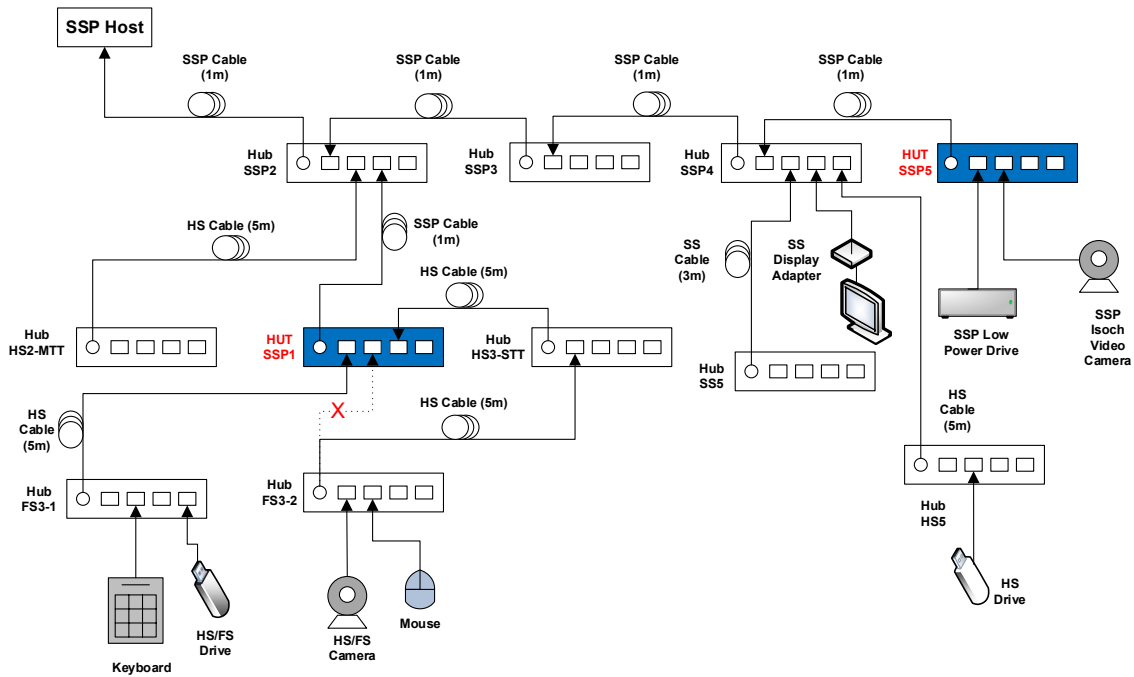 SSP Host
SSP Cable
(1m)
SSP Cable
(1m)
SSP Cable
(1m)
SSP Cable
(1m)
Hub
SSP2
Hub
SSP3
Hub
SSP4
HUT
SSP5
HS Cable (5m)
SSP Cable
(1m)
HS Cable (5m)
SS
Cable
(3m)
SS
Display
Adapter
SSP Low
Power Drive
SSP
Isoch
Video
Camera
Hub
HS2-MTT
HUT
SSP1
Hub
HS3-STT
Hub
SS5
HS
Cable
(5m)
X
HS Cable (5m)
HS
Cable
(5m)
Hub
FS3-1
Hub
FS3-2
Hub
HS5
Keyboard
HS/FS
Drive
HS/FS
Camera
Mouse
HS
Drive